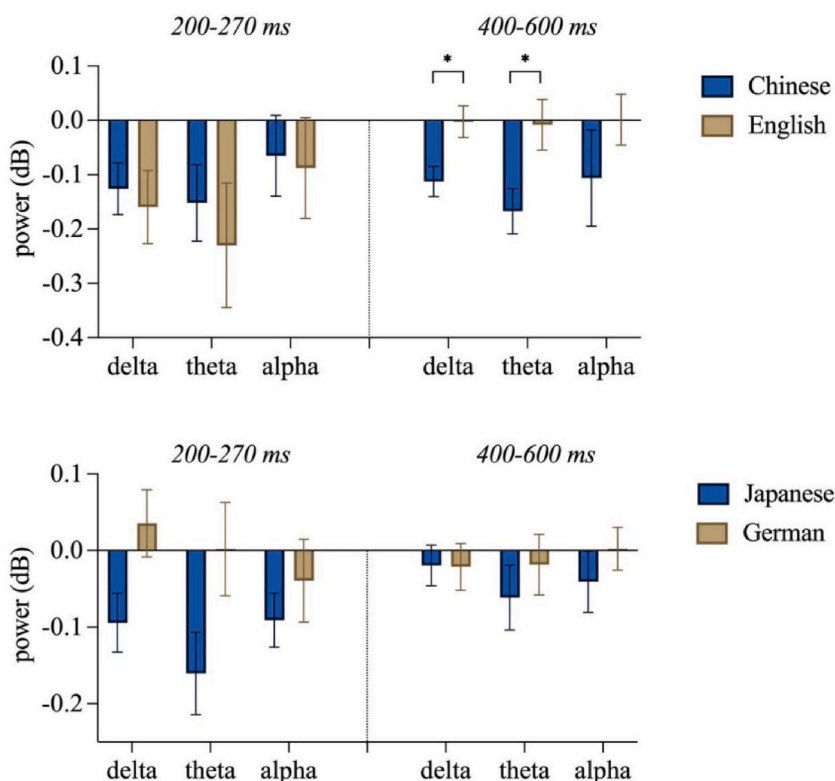 200-270 ms 400-600 ms
0.1
0.0
-0.1
-0.2
-0.3
-0.4
power (dB)
* *
Chinese
English
delta theta alpha delta theta alpha
200-270 ms 400-600 ms
0.1
0.0
-0.1
-0.2
power (dB)
Japanese
German
delta theta alpha delta theta alpha